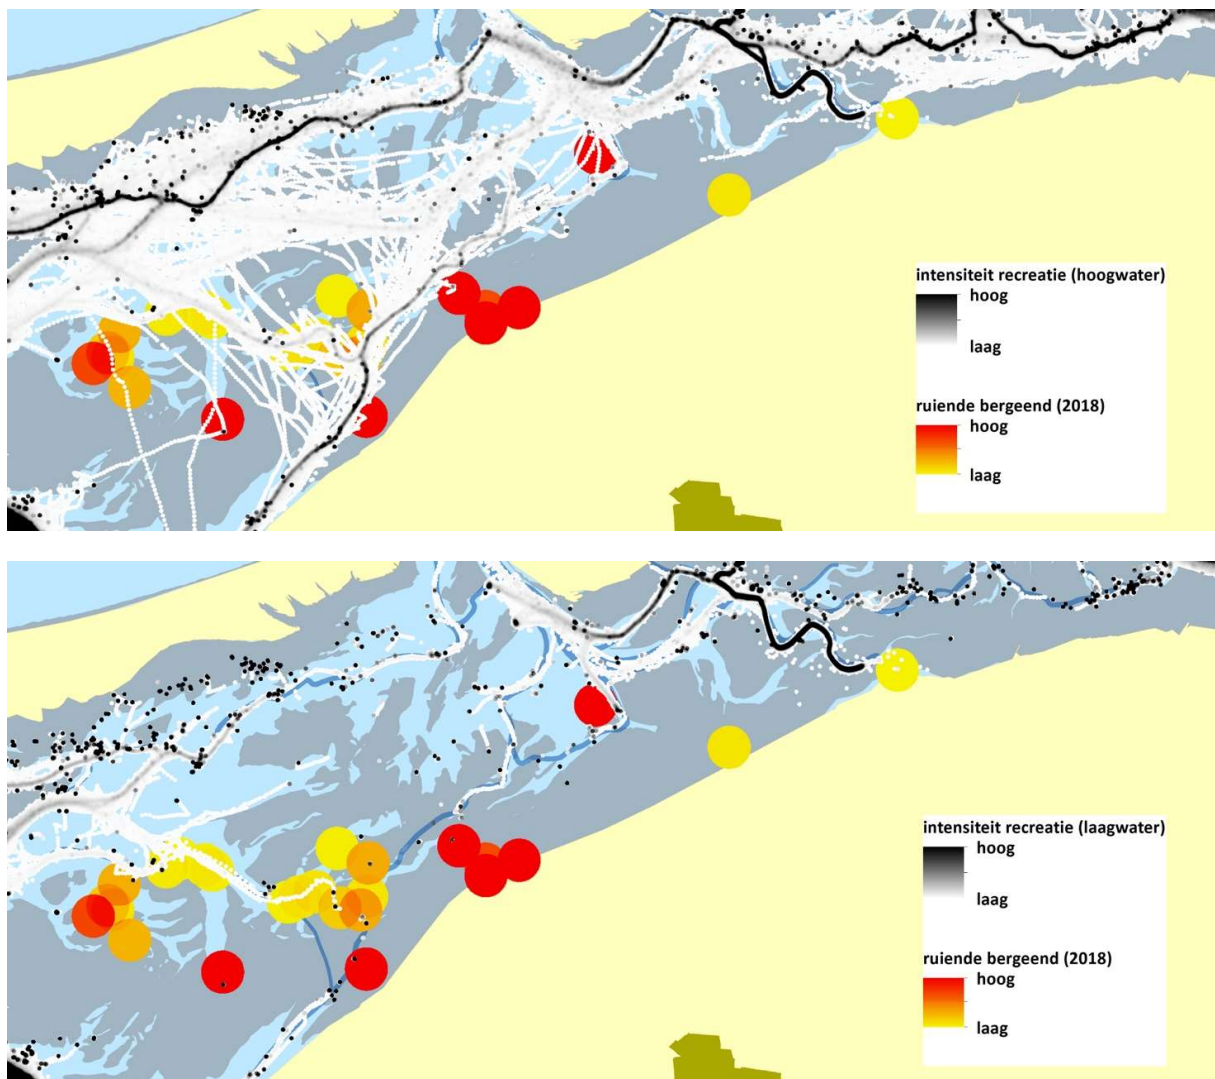 intensiteit recreatie (hoogwater)
hoog
laag
ruiende bergeend (2018)
hoog
laag
intensiteit recreatie (laagwater)
hoog
laag
ruiende bergeend (2018)
hoog
laag